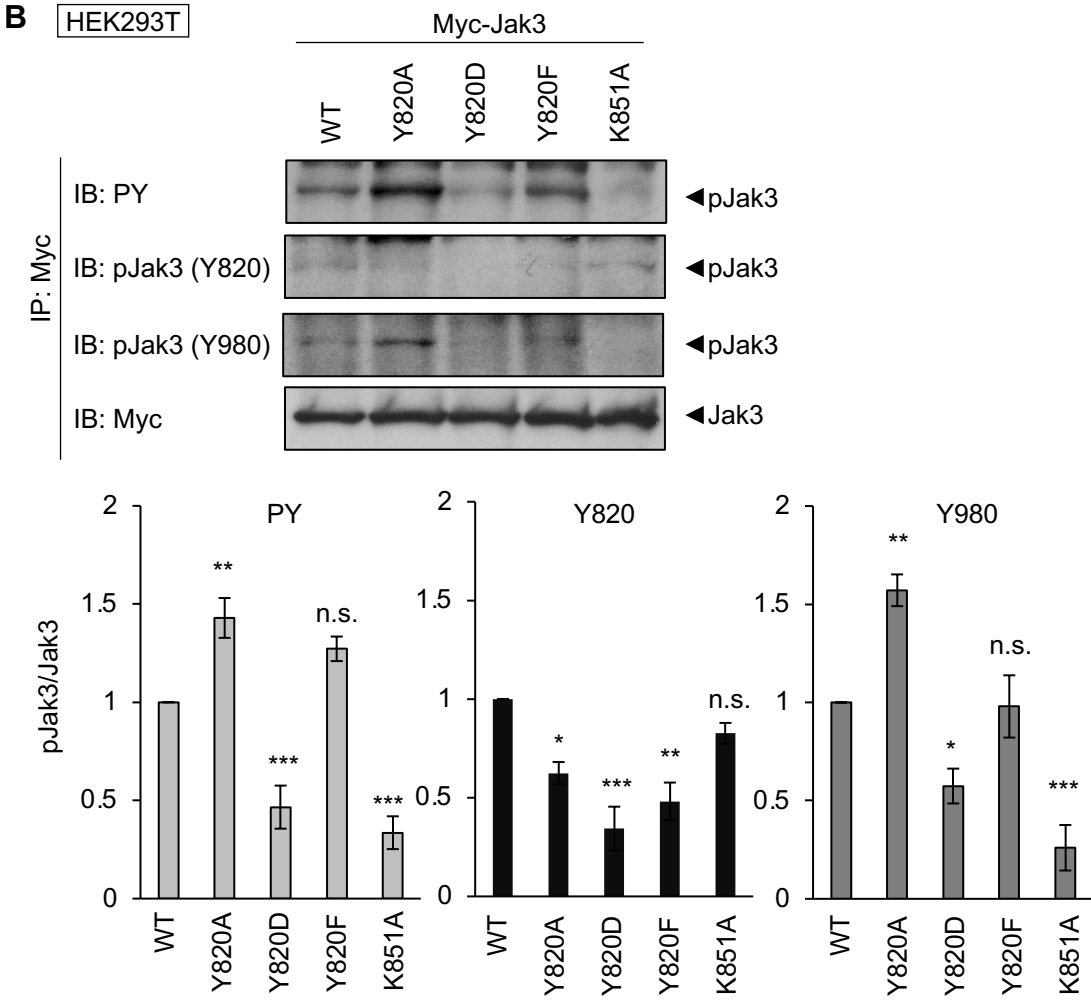 B HEK293T
Myc-Jak3
WT Y820A Y820D Y820F K851A
IP: Myc
IB: PY ◄pJak3
IB: pJak3 (Y820) ◄pJak3
IB: pJak3 (Y980) ◄pJak3
IB: Myc ◄Jak3
pJak3/Jak3
PY
2
1.5
1
0.5
0
**
***
n.s.
***
WT Y820A Y820D Y820F K851A
Y820
2
1.5
1
0.5
0
*
***
**
n.s.
WT Y820A Y820D Y820F K851A
Y980
2
1.5
1
0.5
0
**
*
n.s.
***
WT Y820A Y820D Y820F K851A